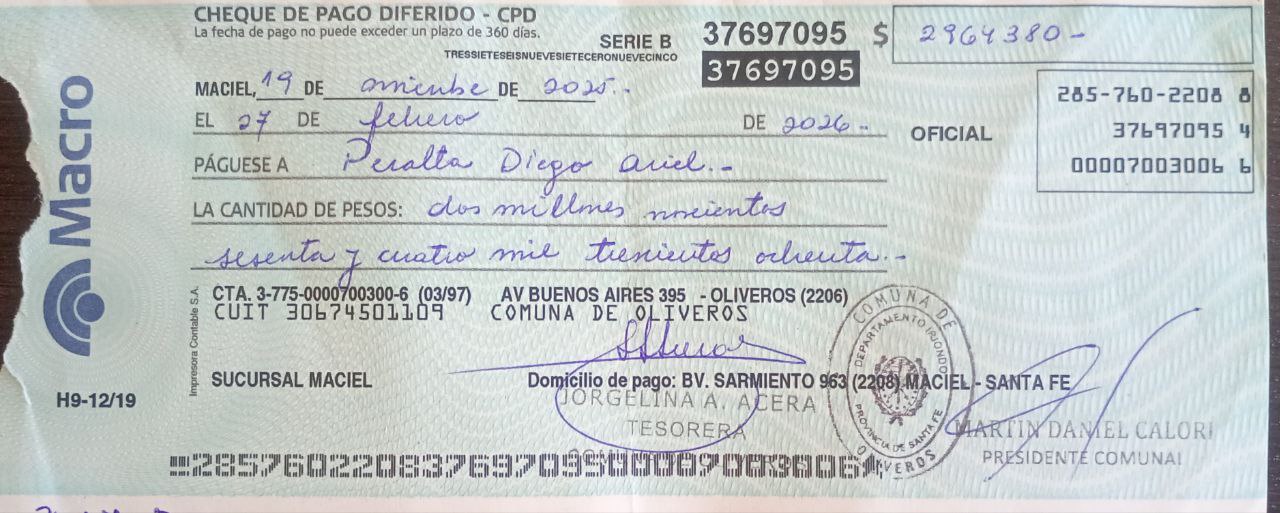 CHEQUE DE PAGO DIFERIDO - CPD
La fecha de pago no puede exceder un plazo de 360 días.
SERIE B 37697095 $ 2964380-
TRESSIETESEISNUEVESIETECERONUEVECINCO
37697095
MACIEL, 19 DE DE 2025.-
EL 27 DE febrero DE 2026.-
OFICIAL
285-760-2208 8
37697095 4
00007003006 6
PÁGUESE A Peralta Diego Ariel.-
LA CANTIDAD DE PESOS: dos millones novecientos
sesenta y cuatro mil trescientos ochenta.-
CTA. 3-775-0000700300-6 (03/97) AV BUENOS AIRES 395 - OLIVEROS (2206)
CUIT 30674501109 COMUNA DE OLIVEROS
SUCURSAL MACIEL
Domicilio de pago: BV. SARMIENTO 963 (2208) MACIEL - SANTA FE
JORGELINA A. ACERA
TESORERA
COMUNA DE OLIVEROS
DEPARTAMENTO IRIONDO
PROVINCIA DE SANTA FE
MARTIN DANIEL CALORI
PRESIDENTE COMUNAL
Macro
H9-12/19
Impresora Contable S.A.